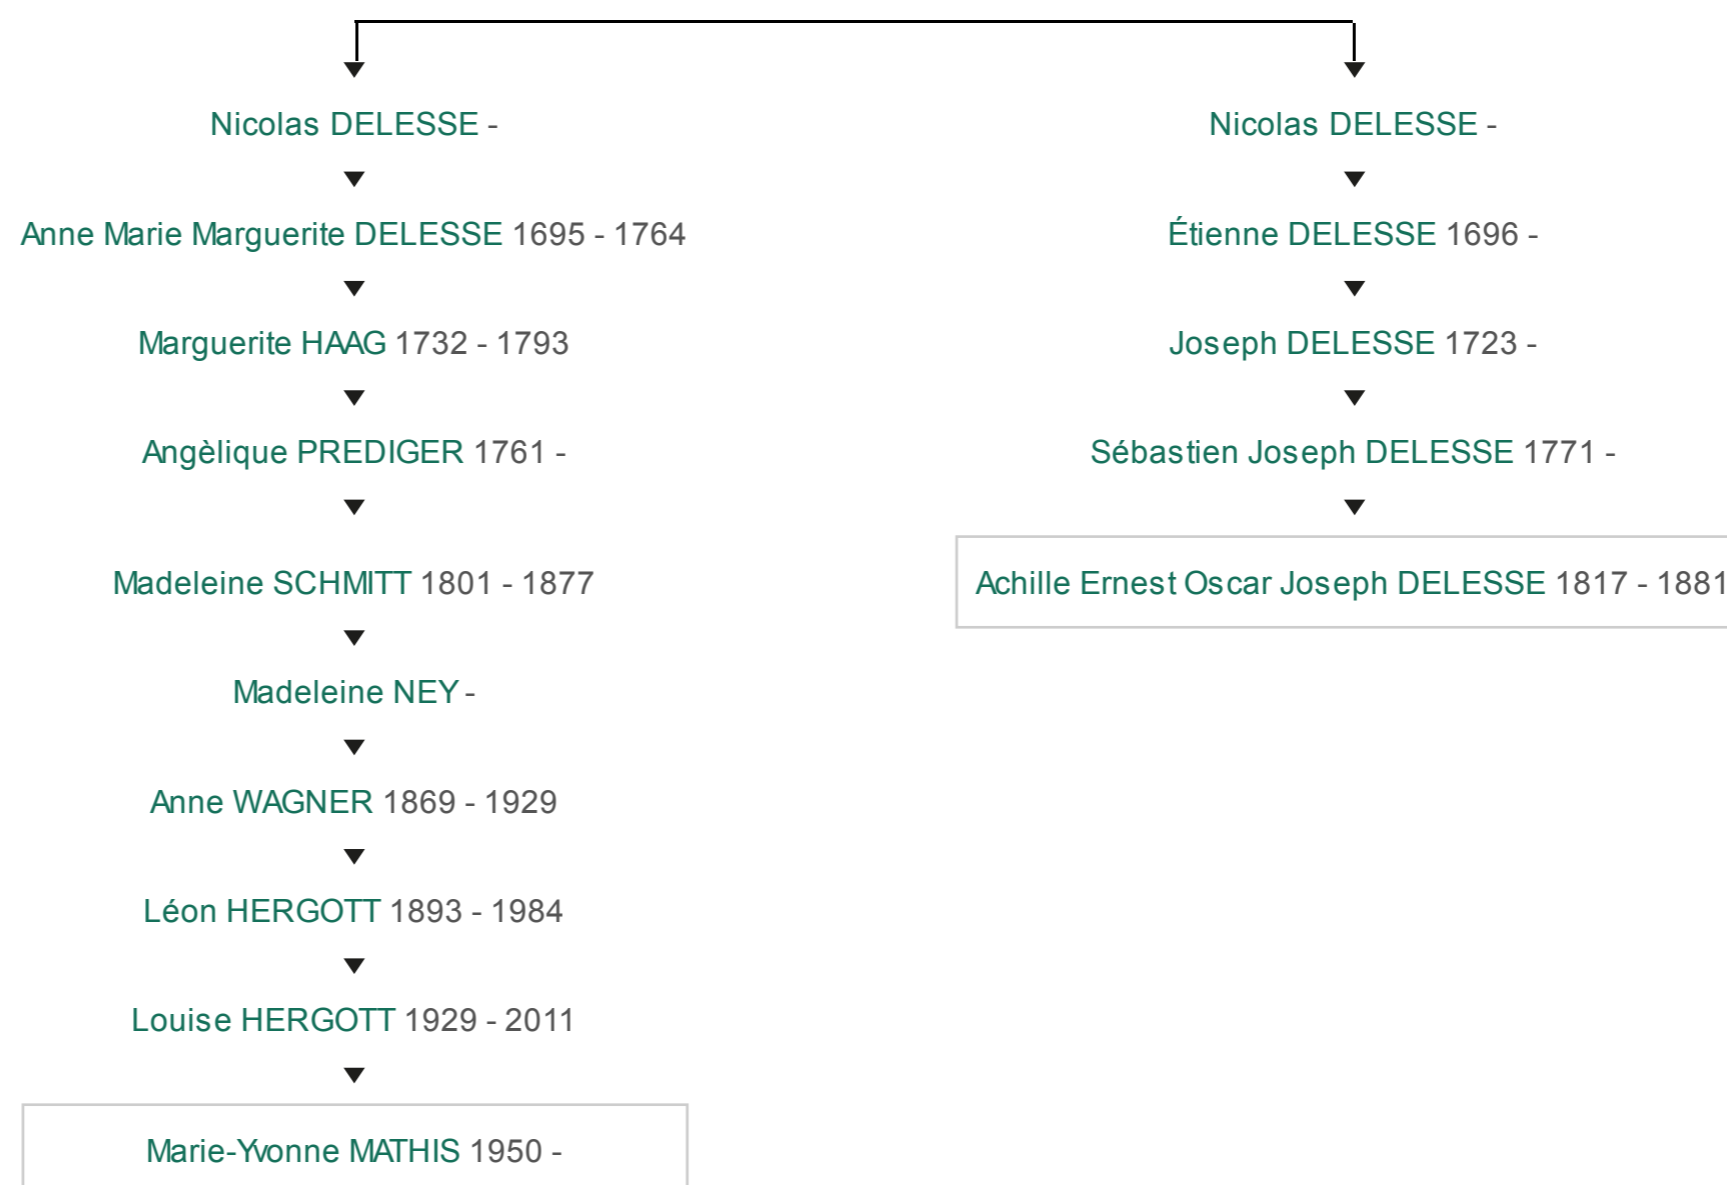 Nicolas DELESSE -
Anne Marie Marguerite DELESSE 1695 - 1764
Marguerite HAAG 1732 - 1793
Angèlique PREDIGER 1761 -
Madeleine SCHMITT 1801 - 1877
Madeleine NEY -
Anne WAGNER 1869 - 1929
Léon HERGOTT 1893 - 1984
Louise HERGOTT 1929 - 2011
Marie-Yvonne MATHIS 1950 -
Nicolas DELESSE -
Étienne DELESSE 1696 -
Joseph DELESSE 1723 -
Sébastien Joseph DELESSE 1771 -
Achille Ernest Oscar Joseph DELESSE 1817 - 1881